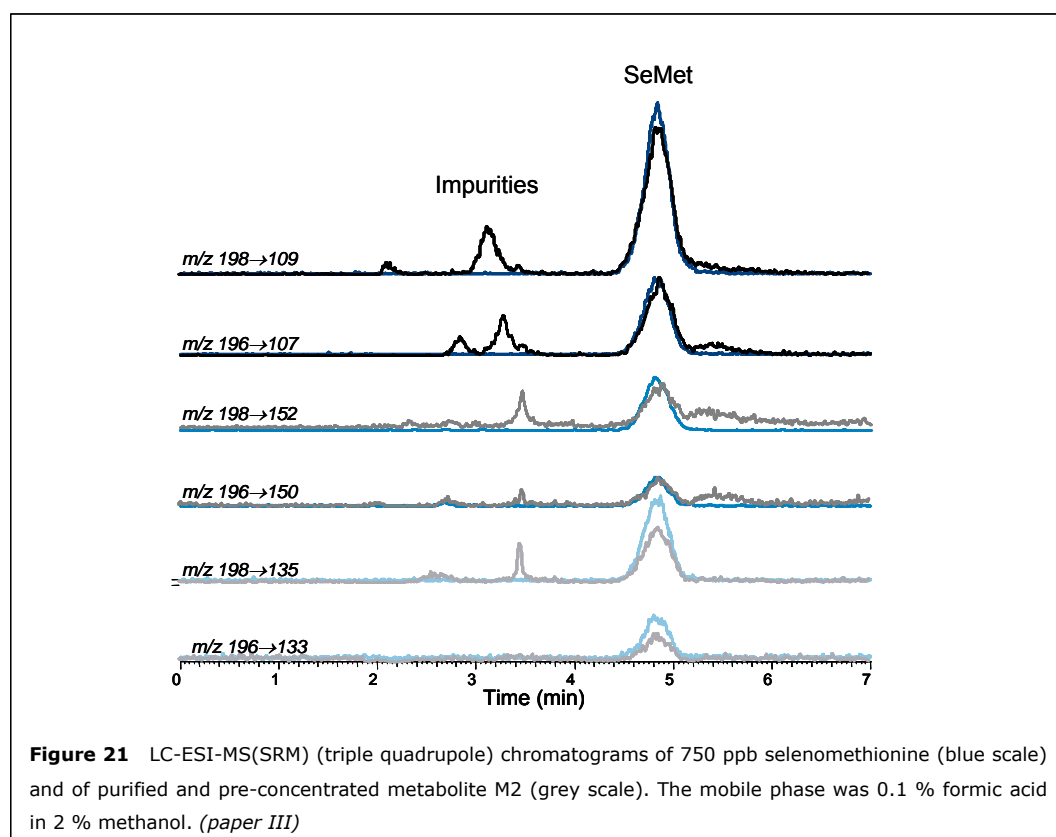 SeMet
Impurities
m/z 198→109
m/z 196→107
m/z 198→152
m/z 196→150
m/z 198→135
m/z 196→133
0 1 2 3 4 5 6 7
Time (min)
Figure 21 LC-ESI-MS(SRM) (triple quadrupole) chromatograms of 750 ppb selenomethionine (blue scale)
and of purified and pre-concentrated metabolite M2 (grey scale). The mobile phase was 0.1 % formic acid
in 2 % methanol. (paper III)